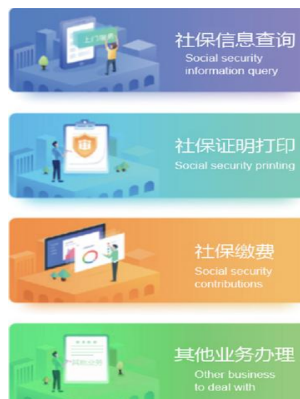 社保信息查询
Social security
information query
社保证明打印
Social security printing
社保缴费
Social security
contributions
其他业务办理
Other business
to deal with